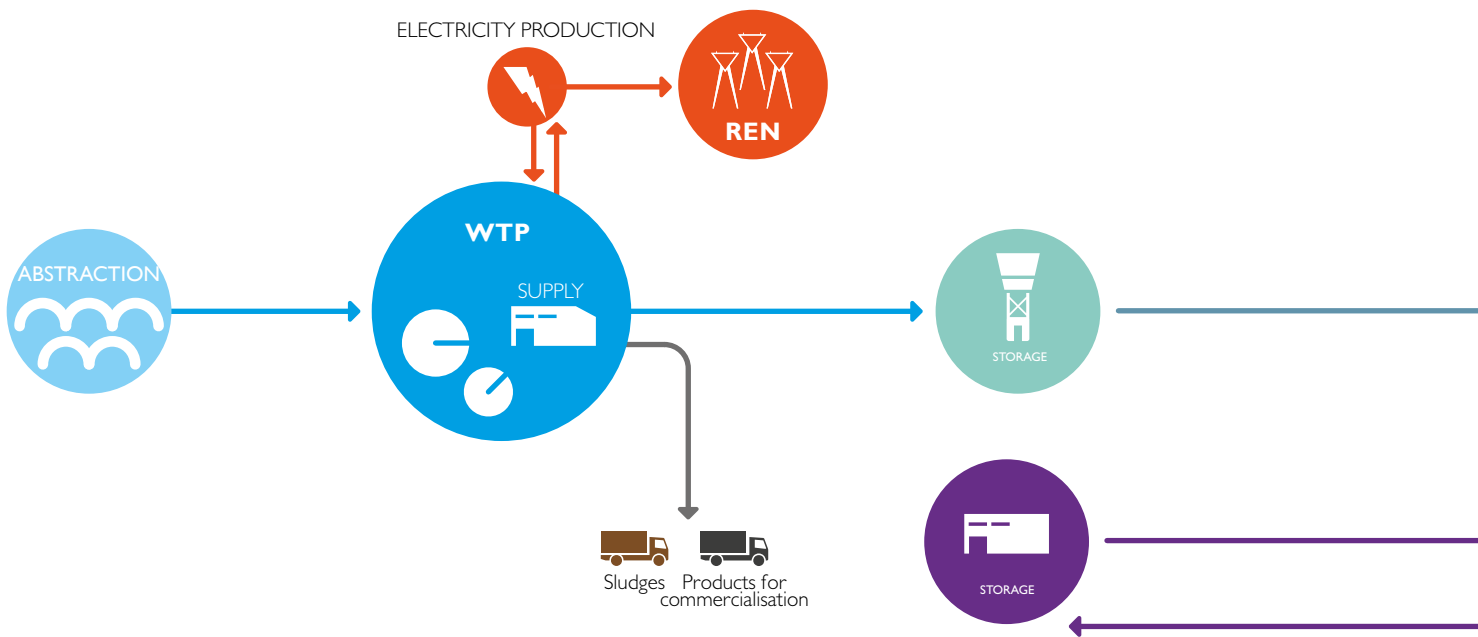 ELECTRICITY PRODUCTION
REN
WTP
ABSTRACTION
SUPPLY
STORAGE
Sludges
Products for
commercialisation
STORAGE